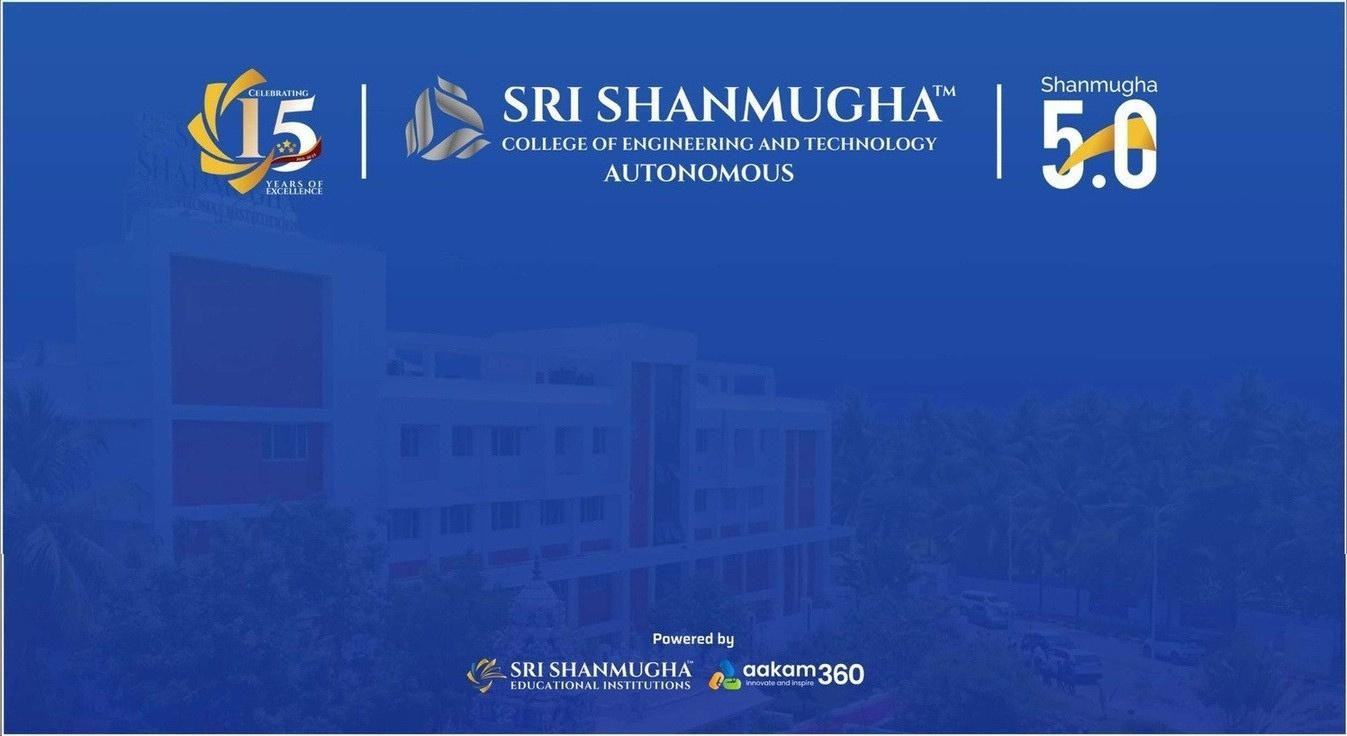 CELEBRATING
15
YEARS OF
EXCELLENCE
SRI SHANMUGHA™
COLLEGE OF ENGINEERING AND TECHNOLOGY
AUTONOMOUS
Shanmugha
5.0
Powered by
SRI SHANMUGHA™
EDUCATIONAL INSTITUTIONS
aakam360
innovate and inspire